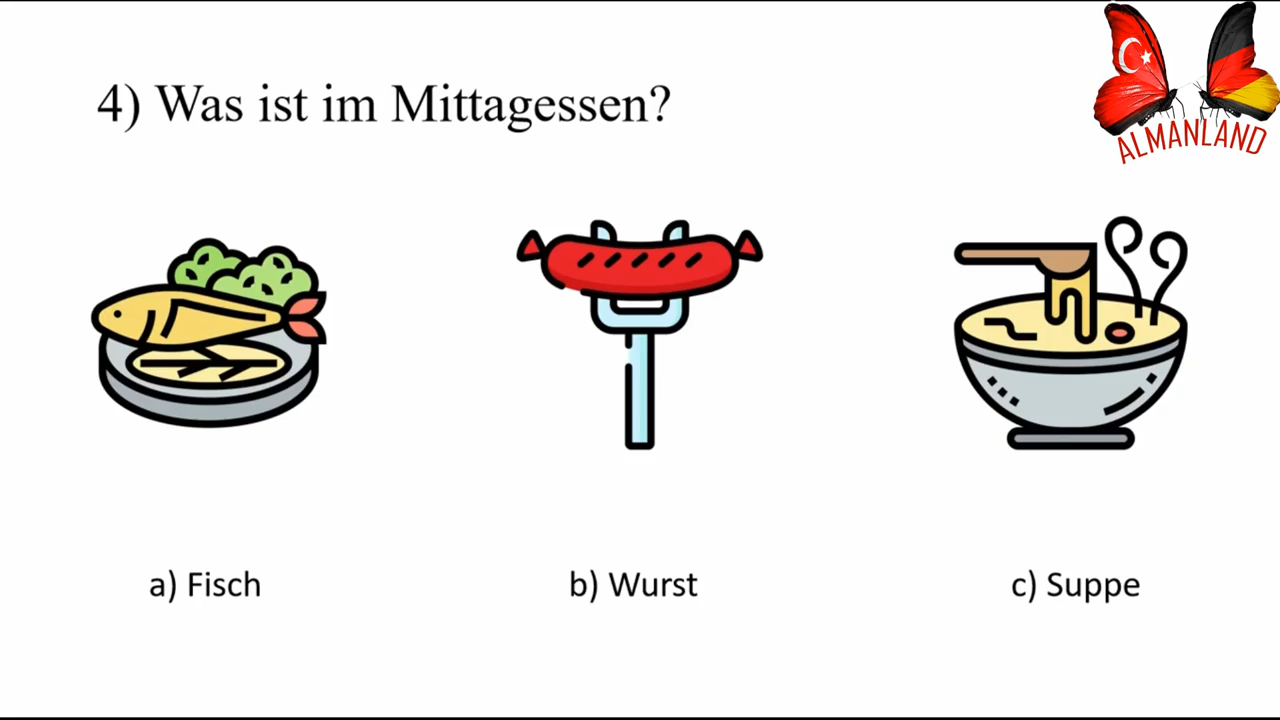 ALMANLAND
4) Was ist im Mittagessen?
a) Fisch
b) Wurst
c) Suppe